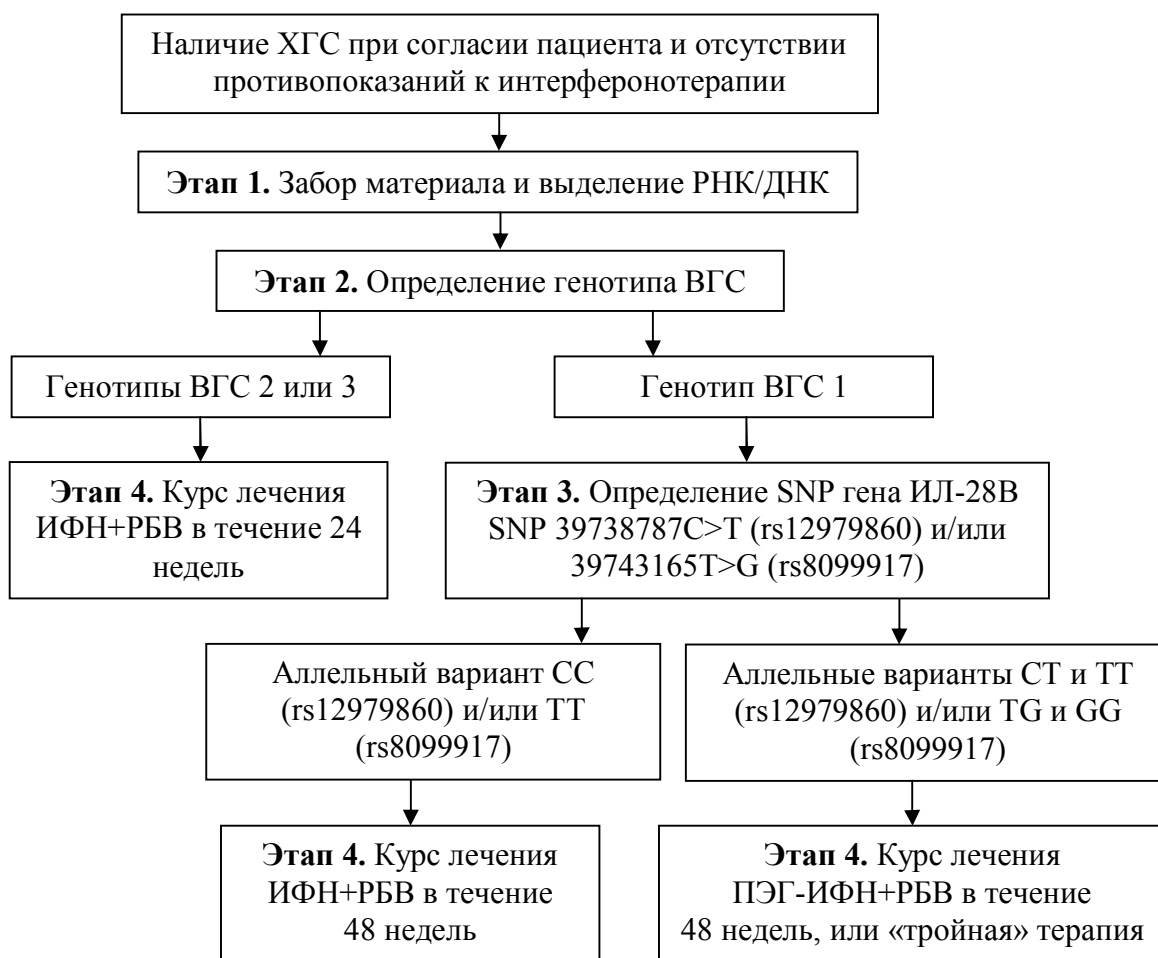 Наличие ХГС при согласии пациента и отсутствии
противопоказаний к интерферонотерапии
Этап 1. Забор материала и выделение РНК/ДНК
Этап 2. Определение генотипа ВГС
Генотипы ВГС 2 или 3
Генотип ВГС 1
Этап 4. Курс лечения
ИФН+РБВ в течение 24
недель
Этап 3. Определение SNP гена ИЛ-28В
SNP 39738787C>T (rs12979860) и/или
39743165T>G (rs8099917)
Аллельный вариант СС
(rs12979860) и/или ТТ
(rs8099917)
Аллельные варианты СТ и ТТ
(rs12979860) и/или TG и GG
(rs8099917)
Этап 4. Курс лечения
ИФН+РБВ в течение
48 недель
Этап 4. Курс лечения
ПЭГ-ИФН+РБВ в течение
48 недель, или «тройная» терапия